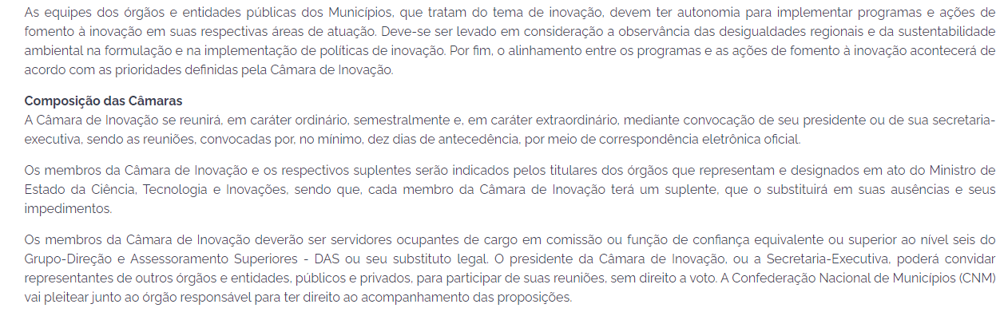 As equipes dos órgãos e entidades públicas dos Municípios, que tratam do tema de inovação, devem ter autonomia para implementar programas e ações de
fomento à inovação em suas respectivas áreas de atuação. Deve-se ser levado em consideração a observância das desigualdades regionais e da sustentabilidade
ambiental na formulação e na implementação de políticas de inovação. Por fim, o alinhamento entre os programas e as ações de fomento à inovação acontecerá de
acordo com as prioridades definidas pela Câmara de Inovação.
Composição das Câmaras
A Câmara de Inovação se reunirá, em caráter ordinário, semestralmente e, em caráter extraordinário, mediante convocação de seu presidente ou de sua secretaria-
executiva, sendo as reuniões, convocadas por, no mínimo, dez dias de antecedência, por meio de correspondência eletrônica oficial.
Os membros da Câmara de Inovação e os respectivos suplentes serão indicados pelos titulares dos órgãos que representam e designados em ato do Ministro de
Estado da Ciência, Tecnologia e Inovações, sendo que, cada membro da Câmara de Inovação terá um suplente, que o substituirá em suas ausências e seus
impedimentos.
Os membros da Câmara de Inovação deverão ser servidores ocupantes de cargo em comissão ou função de confiança equivalente ou superior ao nível seis do
Grupo-Direção e Assessoramento Superiores - DAS ou seu substituto legal. O presidente da Câmara de Inovação, ou a Secretaria-Executiva, poderá convidar
representantes de outros órgãos e entidades, públicos e privados, para participar de suas reuniões, sem direito a voto. A Confederação Nacional de Municípios (CNM)
vai pleitear junto ao órgão responsável para ter direito ao acompanhamento das proposições.